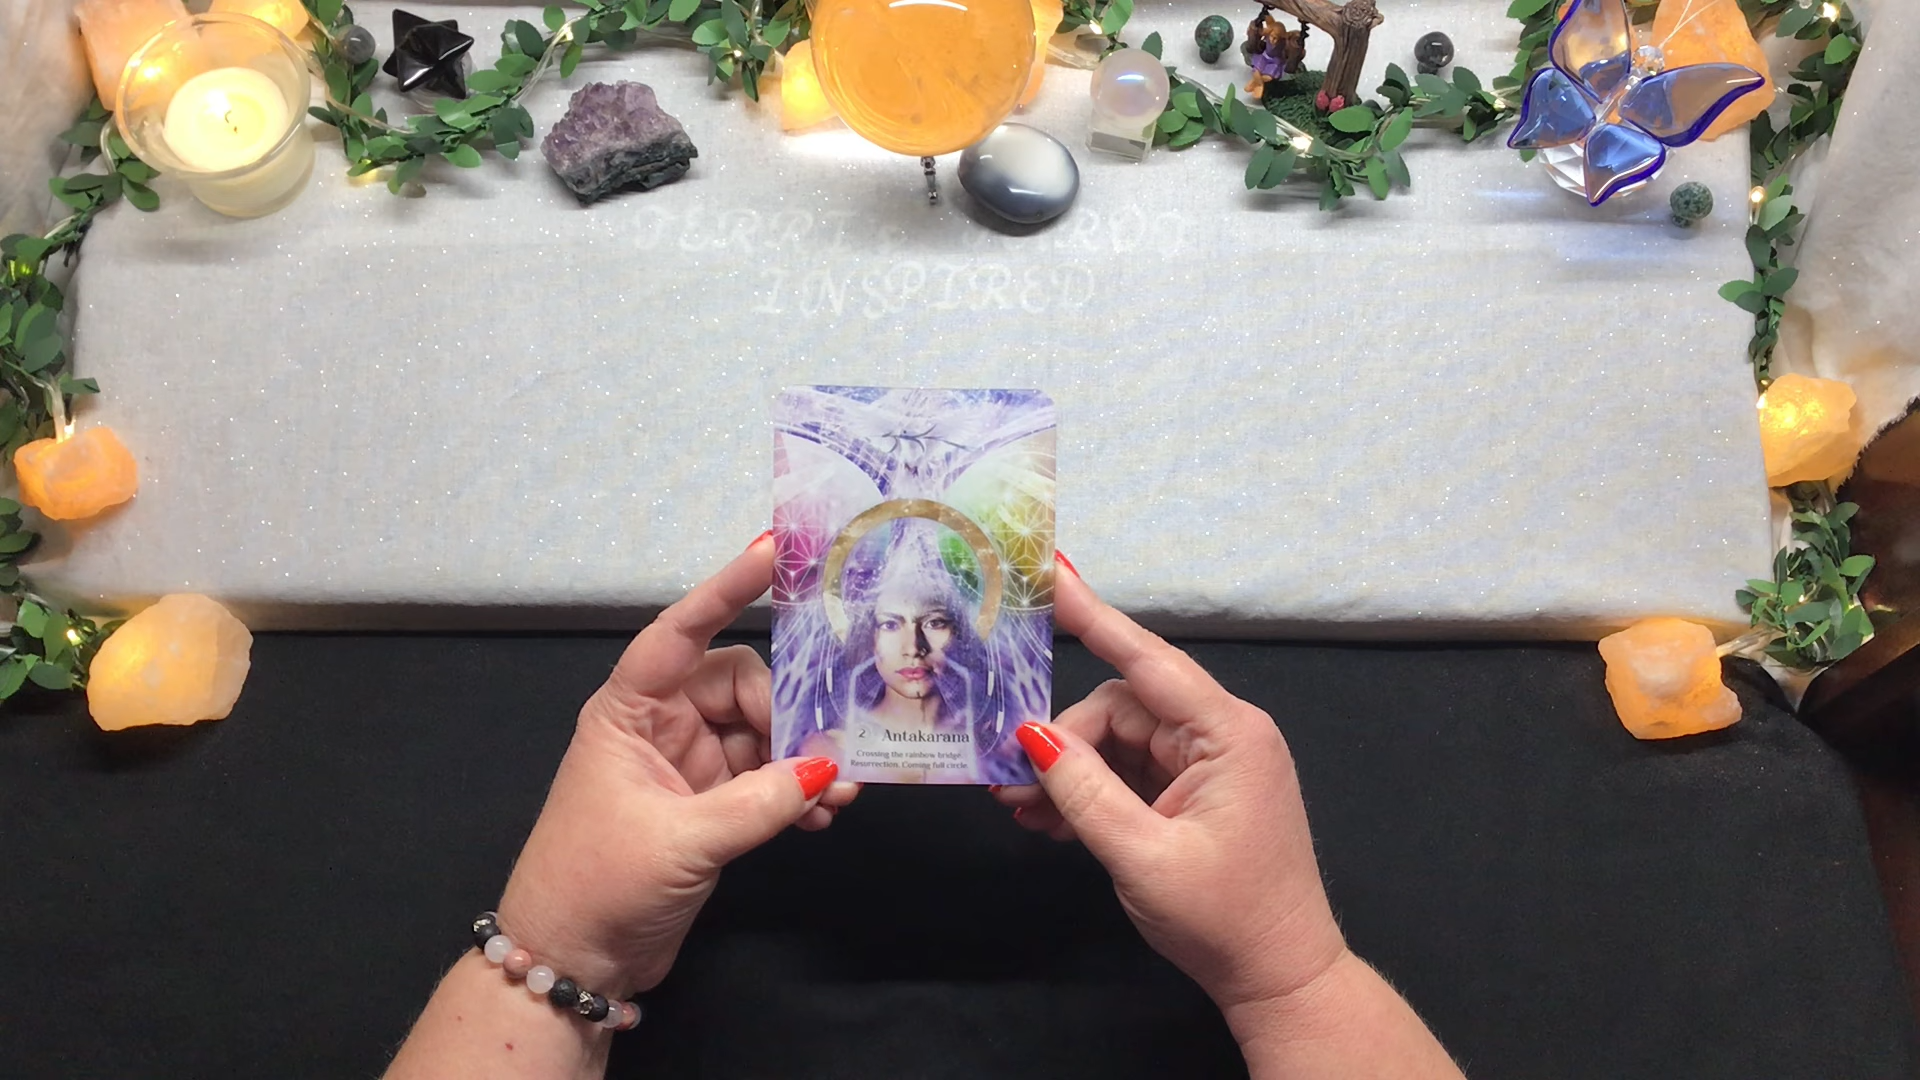 INSPIRED
2 Antakarana
Crossing the rainbow bridge.
Resurrection. Coming full circle.